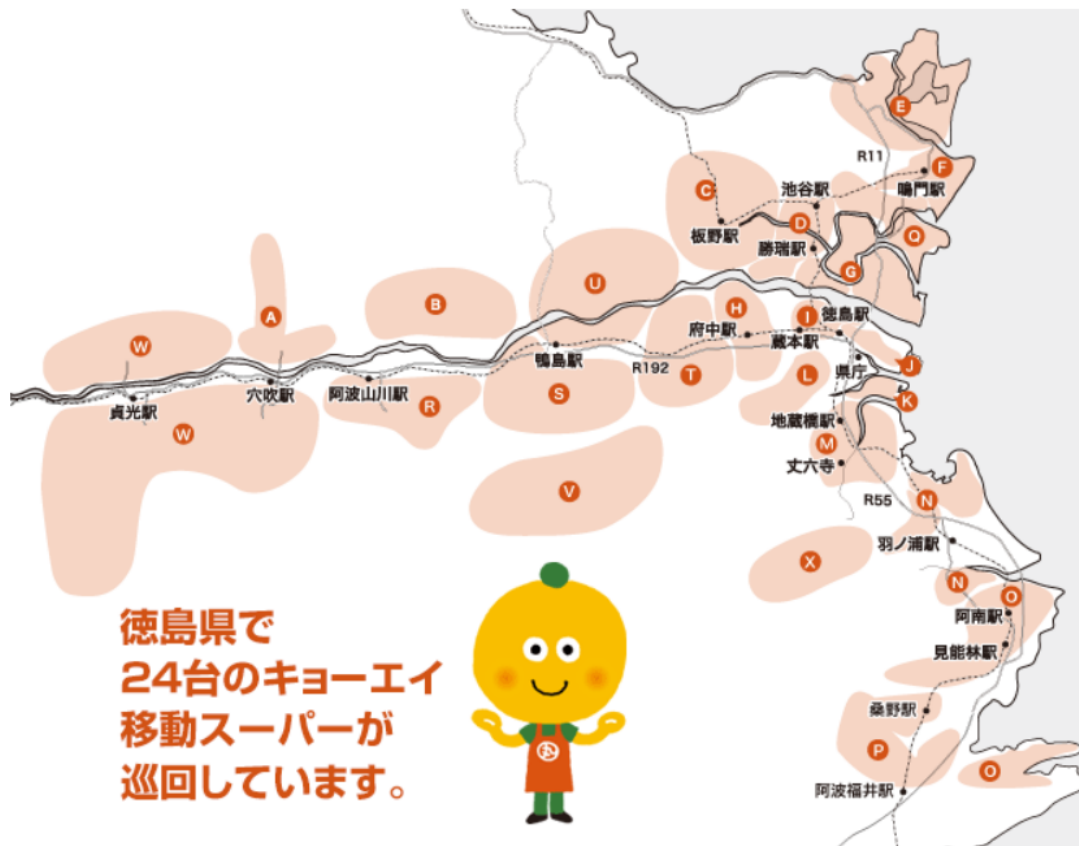 E
R11
F
鳴門駅
C
池谷駅
D
板野駅
勝瑞駅
Q
G
A
B
U
W
H
I
徳島駅
府中駅
蔵本駅
鴨島駅
R192
T
L
県庁
J
貞光駅
穴吹駅
阿波山川駅
R
S
K
地蔵橋駅
W
M
丈六寺
V
R55
N
羽ノ浦駅
X
N
O
阿南駅
見能林駅
徳島県で
24台のキョーエイ
移動スーパーが
巡回しています。
桑野駅
P
O
阿波福井駅